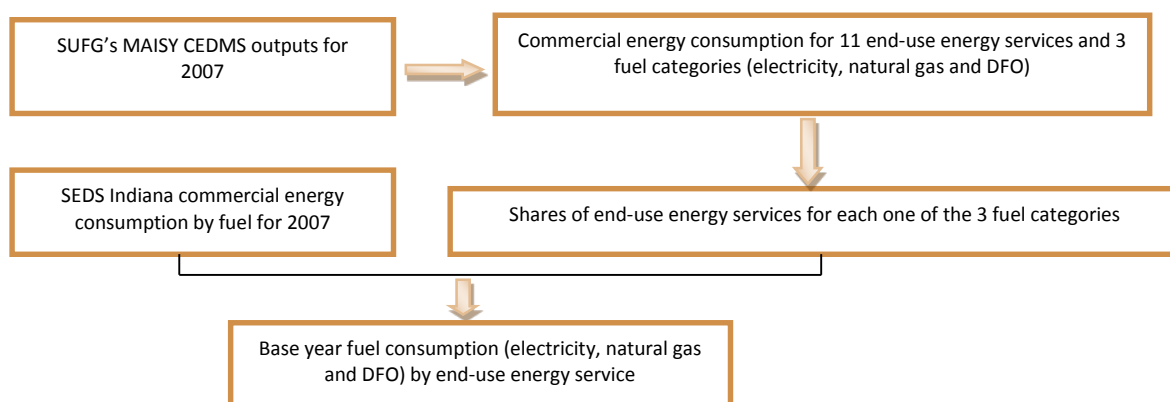 SUFG's MAISY CEDMS outputs for
2007
Commercial energy consumption for 11 end-use energy services and 3
fuel categories (electricity, natural gas and DFO)
SEDS Indiana commercial energy
consumption by fuel for 2007
Shares of end-use energy services for each one of the 3 fuel categories
Base year fuel consumption (electricity, natural gas
and DFO) by end-use energy service